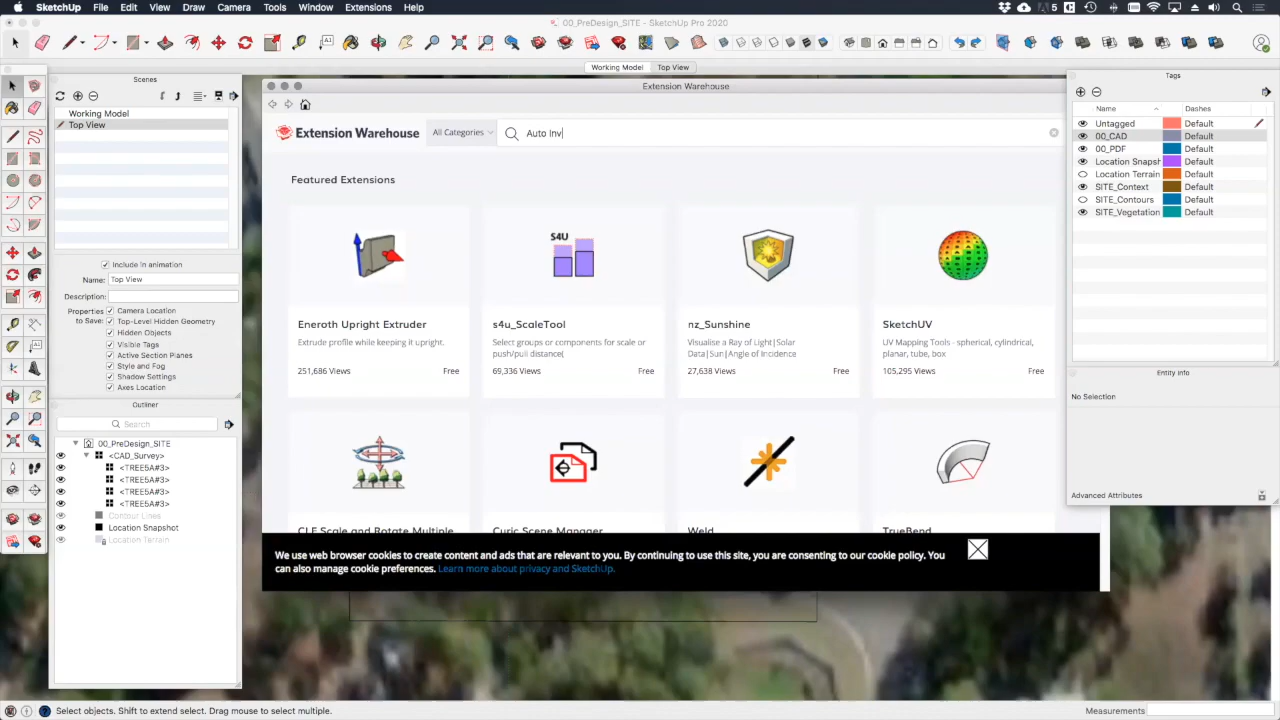 SketchUp File Edit View Draw Camera Tools Window Extensions Help
00_PreDesign_SITE - SketchUp Pro 2020
Working Model Top View
Scenes
Working Model
Top View
Include in animation
Name: Top View
Description:
Properties to Save:
Camera Location
Top-Level Hidden Geometry
Hidden Objects
Visible Tags
Active Section Planes
Style and Fog
Shadow Settings
Axes Location
Outliner
Search
00_PreDesign_SITE
<CAD_Survey>
<TREE5A#3>
<TREE5A#3>
<TREE5A#3>
<TREE5A#3>
Contour Lines
Location Snapshot
Location Terrain
Extension Warehouse
Extension Warehouse All Categories Auto Inv
Featured Extensions
S4U
Eneroth Upright Extruder
Extrude profile while keeping it upright.
251,686 Views Free
s4u_ScaleTool
Select groups or components for scale or
push/pull distance(
69,336 Views Free
nz_Sunshine
Visualise a Ray of Light|Solar
Data|Sun|Angle of Incidence
27,638 Views Free
SketchUV
UV Mapping Tools - spherical, cylindrical,
planar, tube, box
105,295 Views Free
CLF Scale and Rotate Multiple
Curic Scene Manager
Weld
TrueBend
We use web browser cookies to create content and ads that are relevant to you. By continuing to use this site, you are consenting to our cookie policy. You
can also manage cookie preferences. Learn more about privacy and SketchUp.
Tags
Name Dashes
Untagged Default
00_CAD Default
00_PDF Default
Location Snapsh Default
Location Terrain Default
SITE_Context Default
SITE_Contours Default
SITE_Vegetation Default
Entity Info
No Selection
Advanced Attributes
Select objects. Shift to extend select. Drag mouse to select multiple.
Measurements